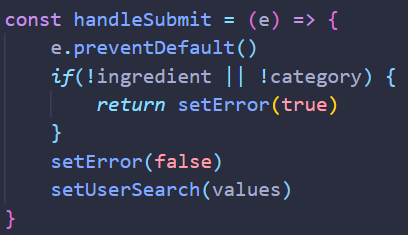 const handleSubmit = (e) => {
    e.preventDefault()
    if(!ingredient || !category) {
        return setError(true)
    }
    setError(false)
    setUserSearch(values)
}